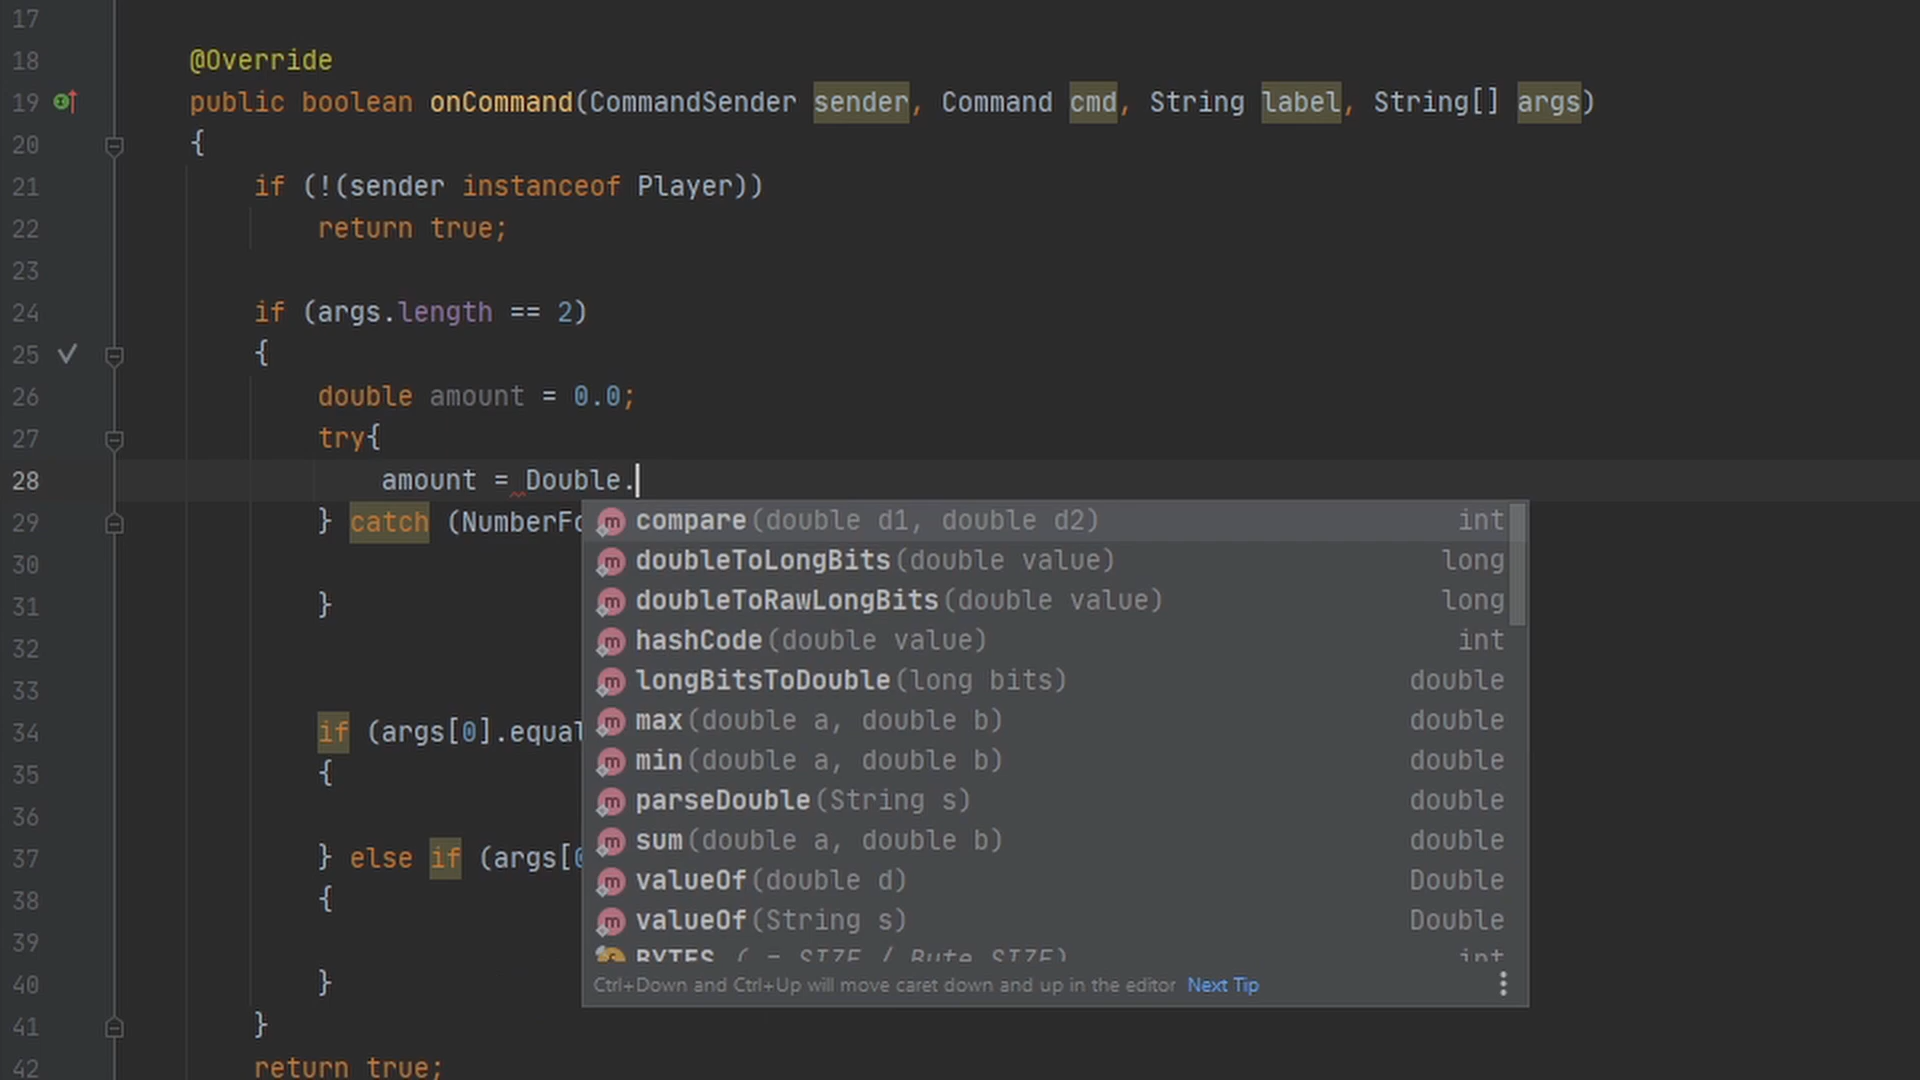 17
18 @Override
19 public boolean onCommand(CommandSender sender, Command cmd, String label, String[] args)
20 {
21 if (!(sender instanceof Player))
22 return true;
23
24 if (args.length == 2)
25 {
26 double amount = 0.0;
27 try{
28 amount = Double.
29 } catch (NumberFo
30
31 }
32
33
34 if (args[0].equal
35 {
36
37 } else if (args[0
38 {
39
40 }
41 }
42 return true;
compare(double d1, double d2) int
doubleToLongBits(double value) long
doubleToRawLongBits(double value) long
hashCode(double value) int
longBitsToDouble(long bits) double
max(double a, double b) double
min(double a, double b) double
parseDouble(String s) double
sum(double a, double b) double
valueOf(double d) Double
valueOf(String s) Double
BYTES ( = SIZE / Byte.SIZE) int
Ctrl+Down and Ctrl+Up will move caret down and up in the editor Next Tip